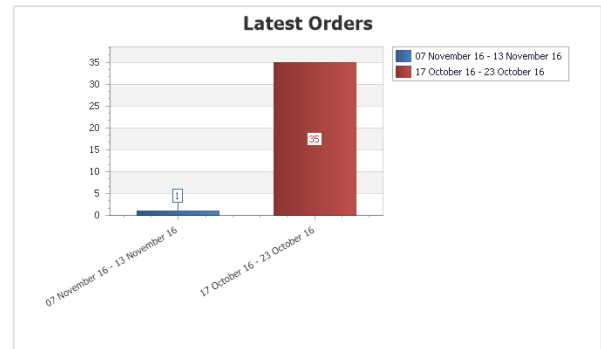 Latest Orders
07 November 16 - 13 November 16
17 October 16 - 23 October 16
35
30
25
20
15
10
5
0
1
35
07 November 16 - 13 November 16
17 October 16 - 23 October 16